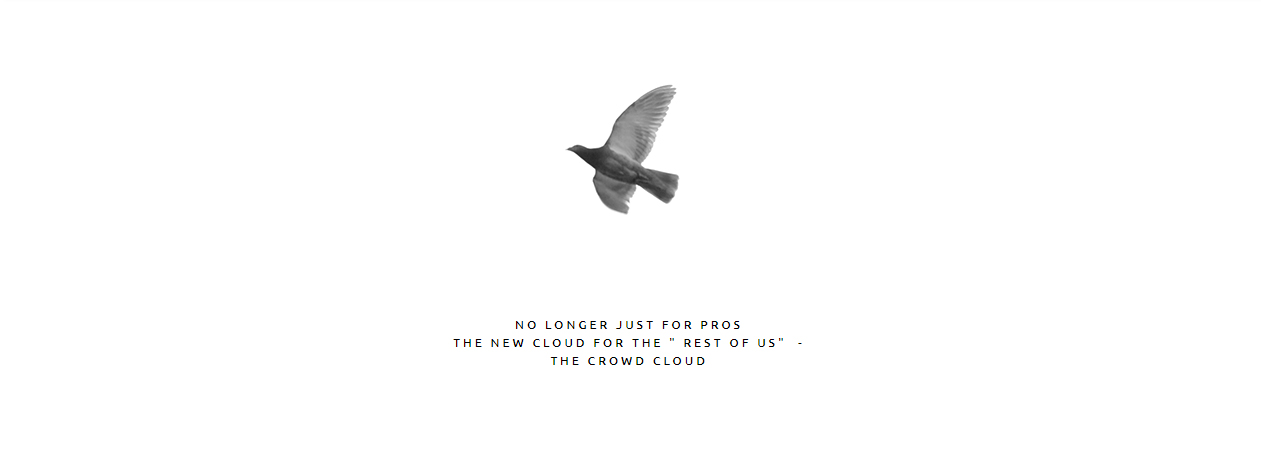 NO LONGER JUST FOR PROS
THE NEW CLOUD FOR THE " REST OF US"  -
THE CROWD CLOUD